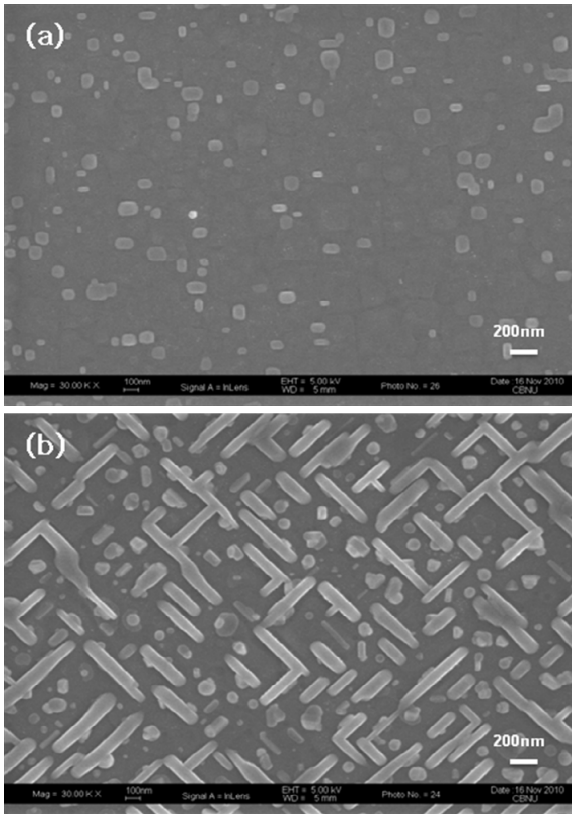 (a)
200nm
Mag = 30.00 K X 100nm Signal A = InLens EHT = 5.00 kV WD = 5 mm Photo No. = 26 Date :16 Nov 2010 CBNU
(b)
200nm
Mag = 30.00 K X 100nm Signal A = InLens EHT = 5.00 kV WD = 5 mm Photo No. = 24 Date :16 Nov 2010 CBNU